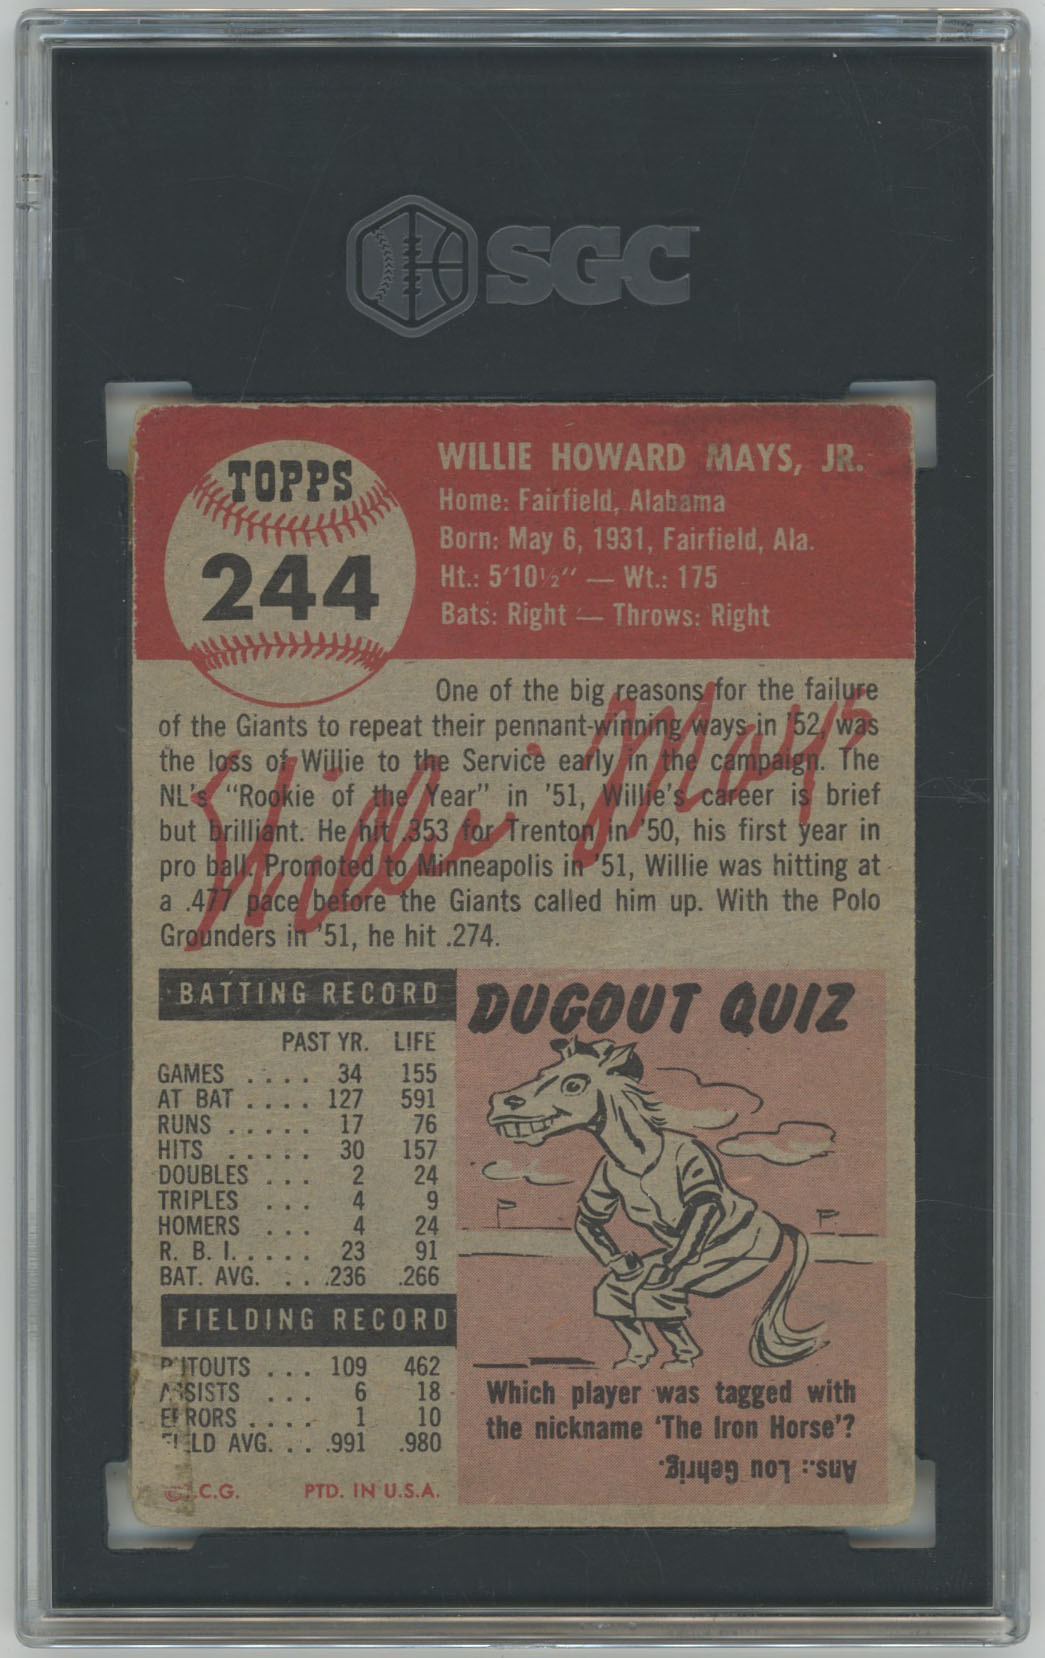 SGC
TOPPS
244
WILLIE HOWARD MAYS, JR.
Home: Fairfield, Alabama
Born: May 6, 1931, Fairfield, Ala.
Ht.: 5'10½" — Wt.: 175
Bats: Right — Throws: Right
One of the big reasons for the failure
of the Giants to repeat their pennant-winning ways in '52, was
the loss of Willie to the Service early in the campaign. The
NL's "Rookie of the Year" in '51, Willie's career is brief
but brilliant. He hit .353 for Trenton in '50, his first year in
pro ball. Promoted to Minneapolis in '51, Willie was hitting at
a .477 pace before the Giants called him up. With the Polo
Grounders in '51, he hit .274.
Willie Mays
BATTING RECORD
PAST YR. LIFE
GAMES .... 34 155
AT BAT .... 127 591
RUNS ..... 17 76
HITS ..... 30 157
DOUBLES ... 2 24
TRIPLES ... 4 9
HOMERS ... 4 24
R. B. I. .... 23 91
BAT. AVG. .. .236 .266
FIELDING RECORD
PUTOUTS ... 109 462
ASSISTS ... 6 18
ERRORS .... 1 10
FIELD AVG. .. .991 .980
T.C.G. PTD. IN U.S.A.
DUGOUT QUIZ
Which player was tagged with
the nickname 'The Iron Horse'?
Ans.: Lou Gehrig.